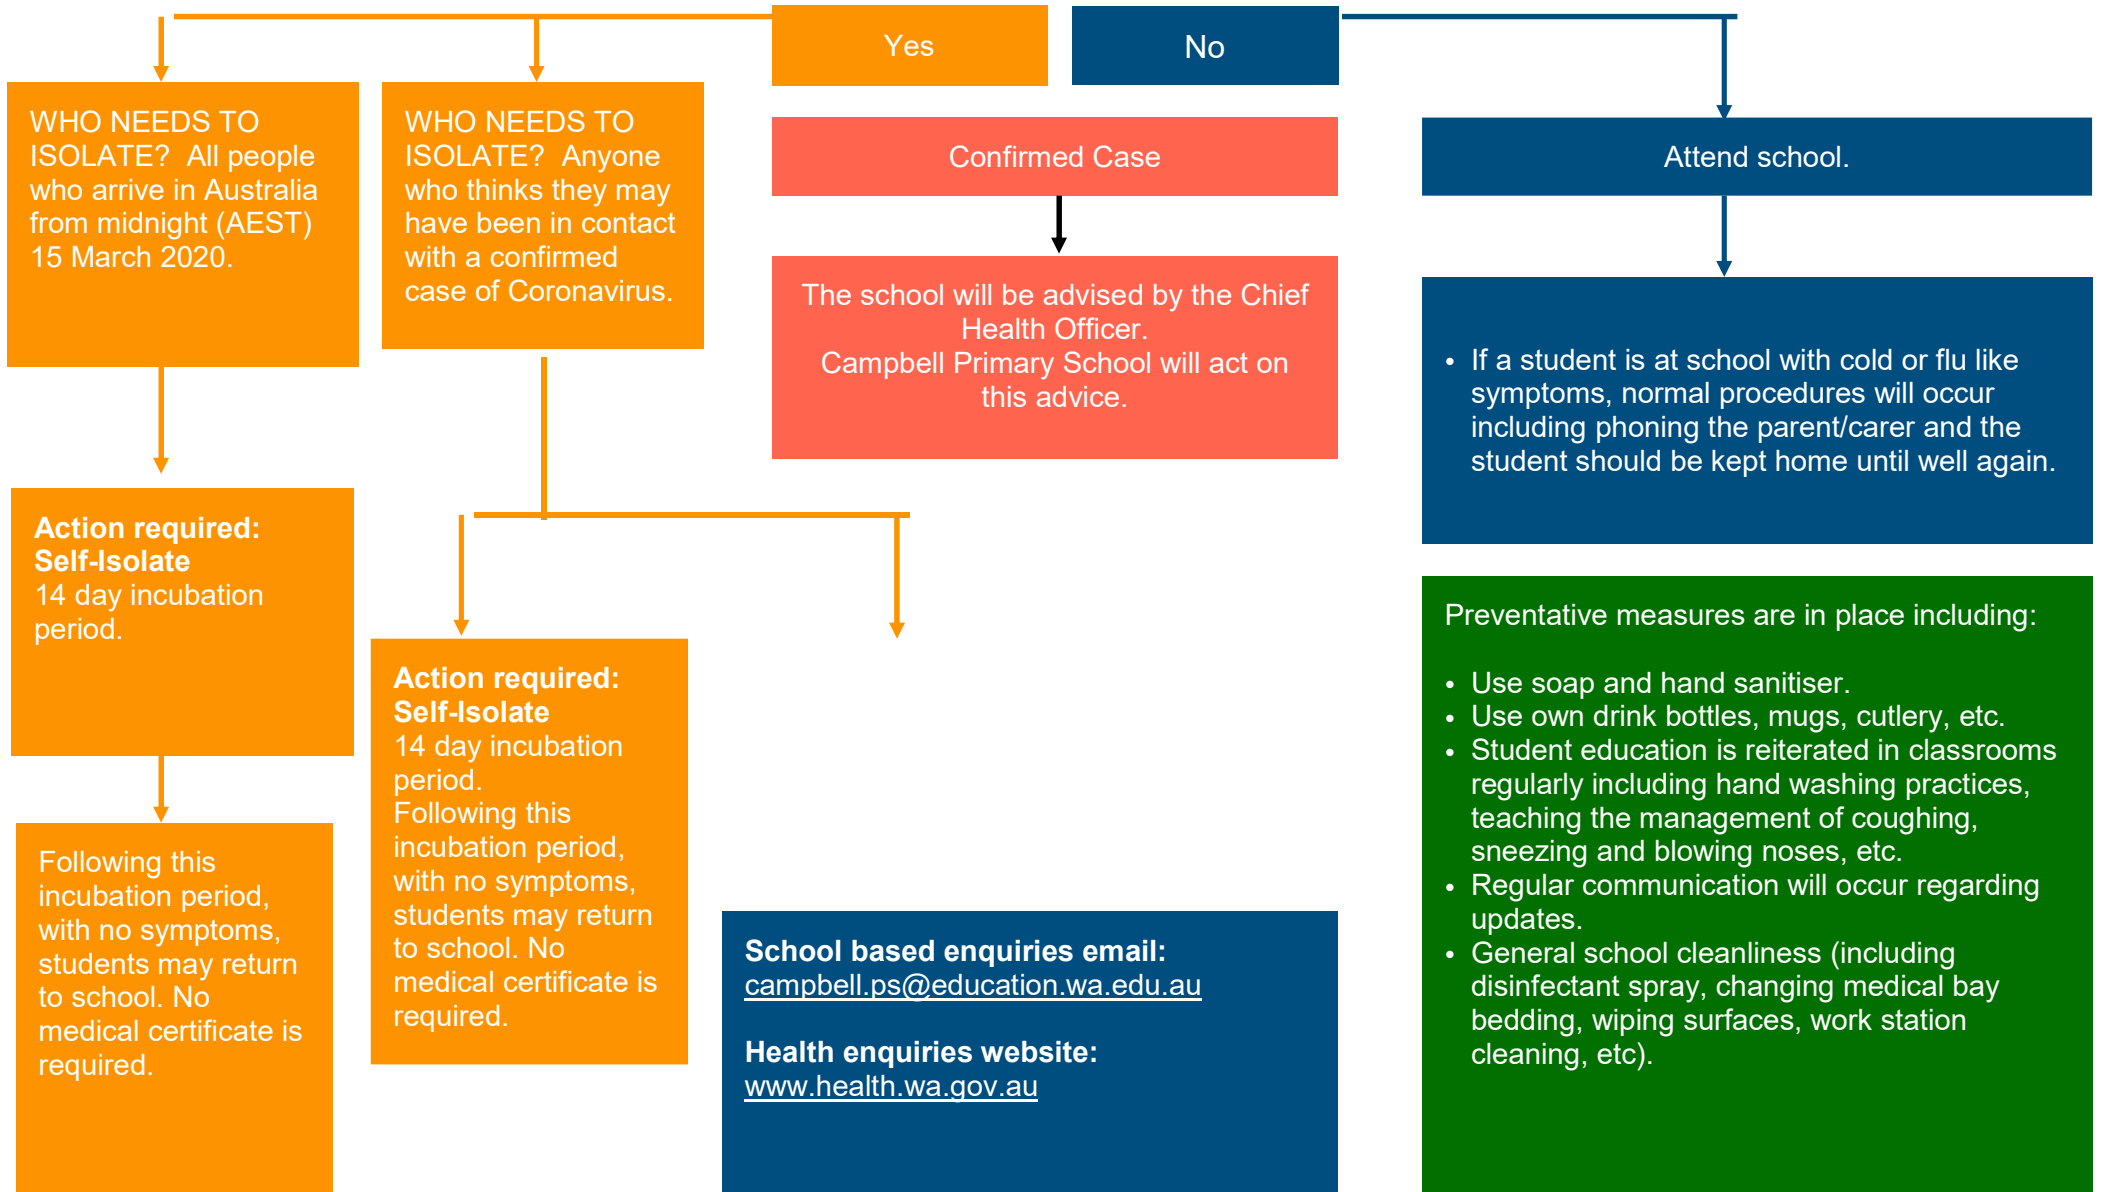 Yes
No
WHO NEEDS TO
ISOLATE?  All people
who arrive in Australia
from midnight (AEST)
15 March 2020.
WHO NEEDS TO
ISOLATE?  Anyone
who thinks they may
have been in contact
with a confirmed
case of Coronavirus.
Confirmed Case
The school will be advised by the Chief
Health Officer.
Campbell Primary School will act on
this advice.
Attend school.
• If a student is at school with cold or flu like
symptoms, normal procedures will occur
including phoning the parent/carer and the
student should be kept home until well again.
Action required:
Self-Isolate
14 day incubation
period.
Following this
incubation period,
with no symptoms,
students may return
to school. No
medical certificate is
required.
Action required:
Self-Isolate
14 day incubation
period.
Following this
incubation period,
with no symptoms,
students may return
to school. No
medical certificate is
required.
School based enquiries email:
campbell.ps@education.wa.edu.au
Health enquiries website:
www.health.wa.gov.au
Preventative measures are in place including:
• Use soap and hand sanitiser.
• Use own drink bottles, mugs, cutlery, etc.
• Student education is reiterated in classrooms
regularly including hand washing practices,
teaching the management of coughing,
sneezing and blowing noses, etc.
• Regular communication will occur regarding
updates.
• General school cleanliness (including
disinfectant spray, changing medical bay
bedding, wiping surfaces, work station
cleaning, etc).